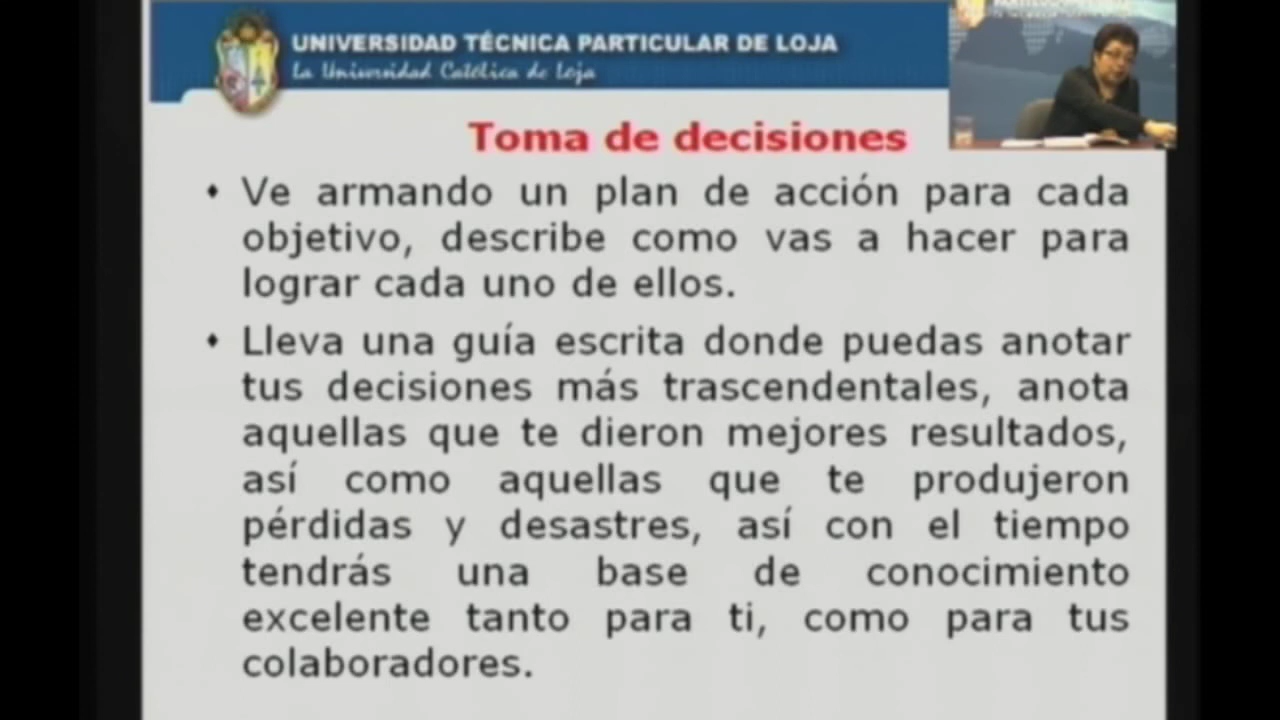 UNIVERSIDAD TÉCNICA PARTICULAR DE LOJA
La Universidad Católica de Loja
Toma de decisiones
• Ve armando un plan de acción para cada
objetivo, describe como vas a hacer para
lograr cada uno de ellos.
• Lleva una guía escrita donde puedas anotar
tus decisiones más trascendentales, anota
aquellas que te dieron mejores resultados,
así como aquellas que te produjeron
pérdidas y desastres, así con el tiempo
tendrás una base de conocimiento
excelente tanto para ti, como para tus
colaboradores.